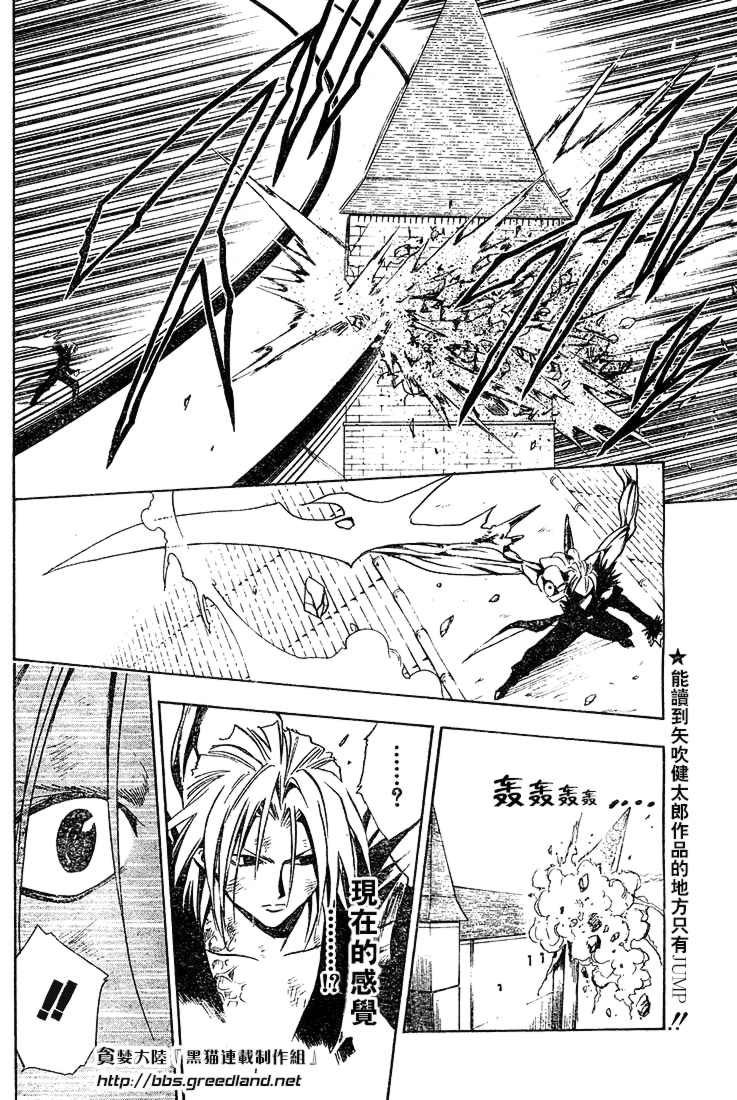 ★能讀到矢吹健太郎作品的地方只有JUMP!!
轰轰轰轰....
……?
現在的感覺
………!?
!!
貪婪大陸『黑猫連載制作組』
http://bbs.greedland.net